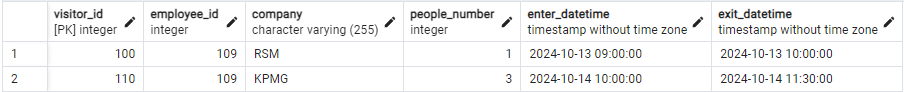 visitor_id employee_id company people_number enter_datetime exit_datetime
[PK] integer integer character varying (255) integer timestamp without time zone timestamp without time zone
1 100 109 RSM 1 2024-10-13 09:00:00 2024-10-13 10:00:00
2 110 109 KPMG 3 2024-10-14 10:00:00 2024-10-14 11:30:00